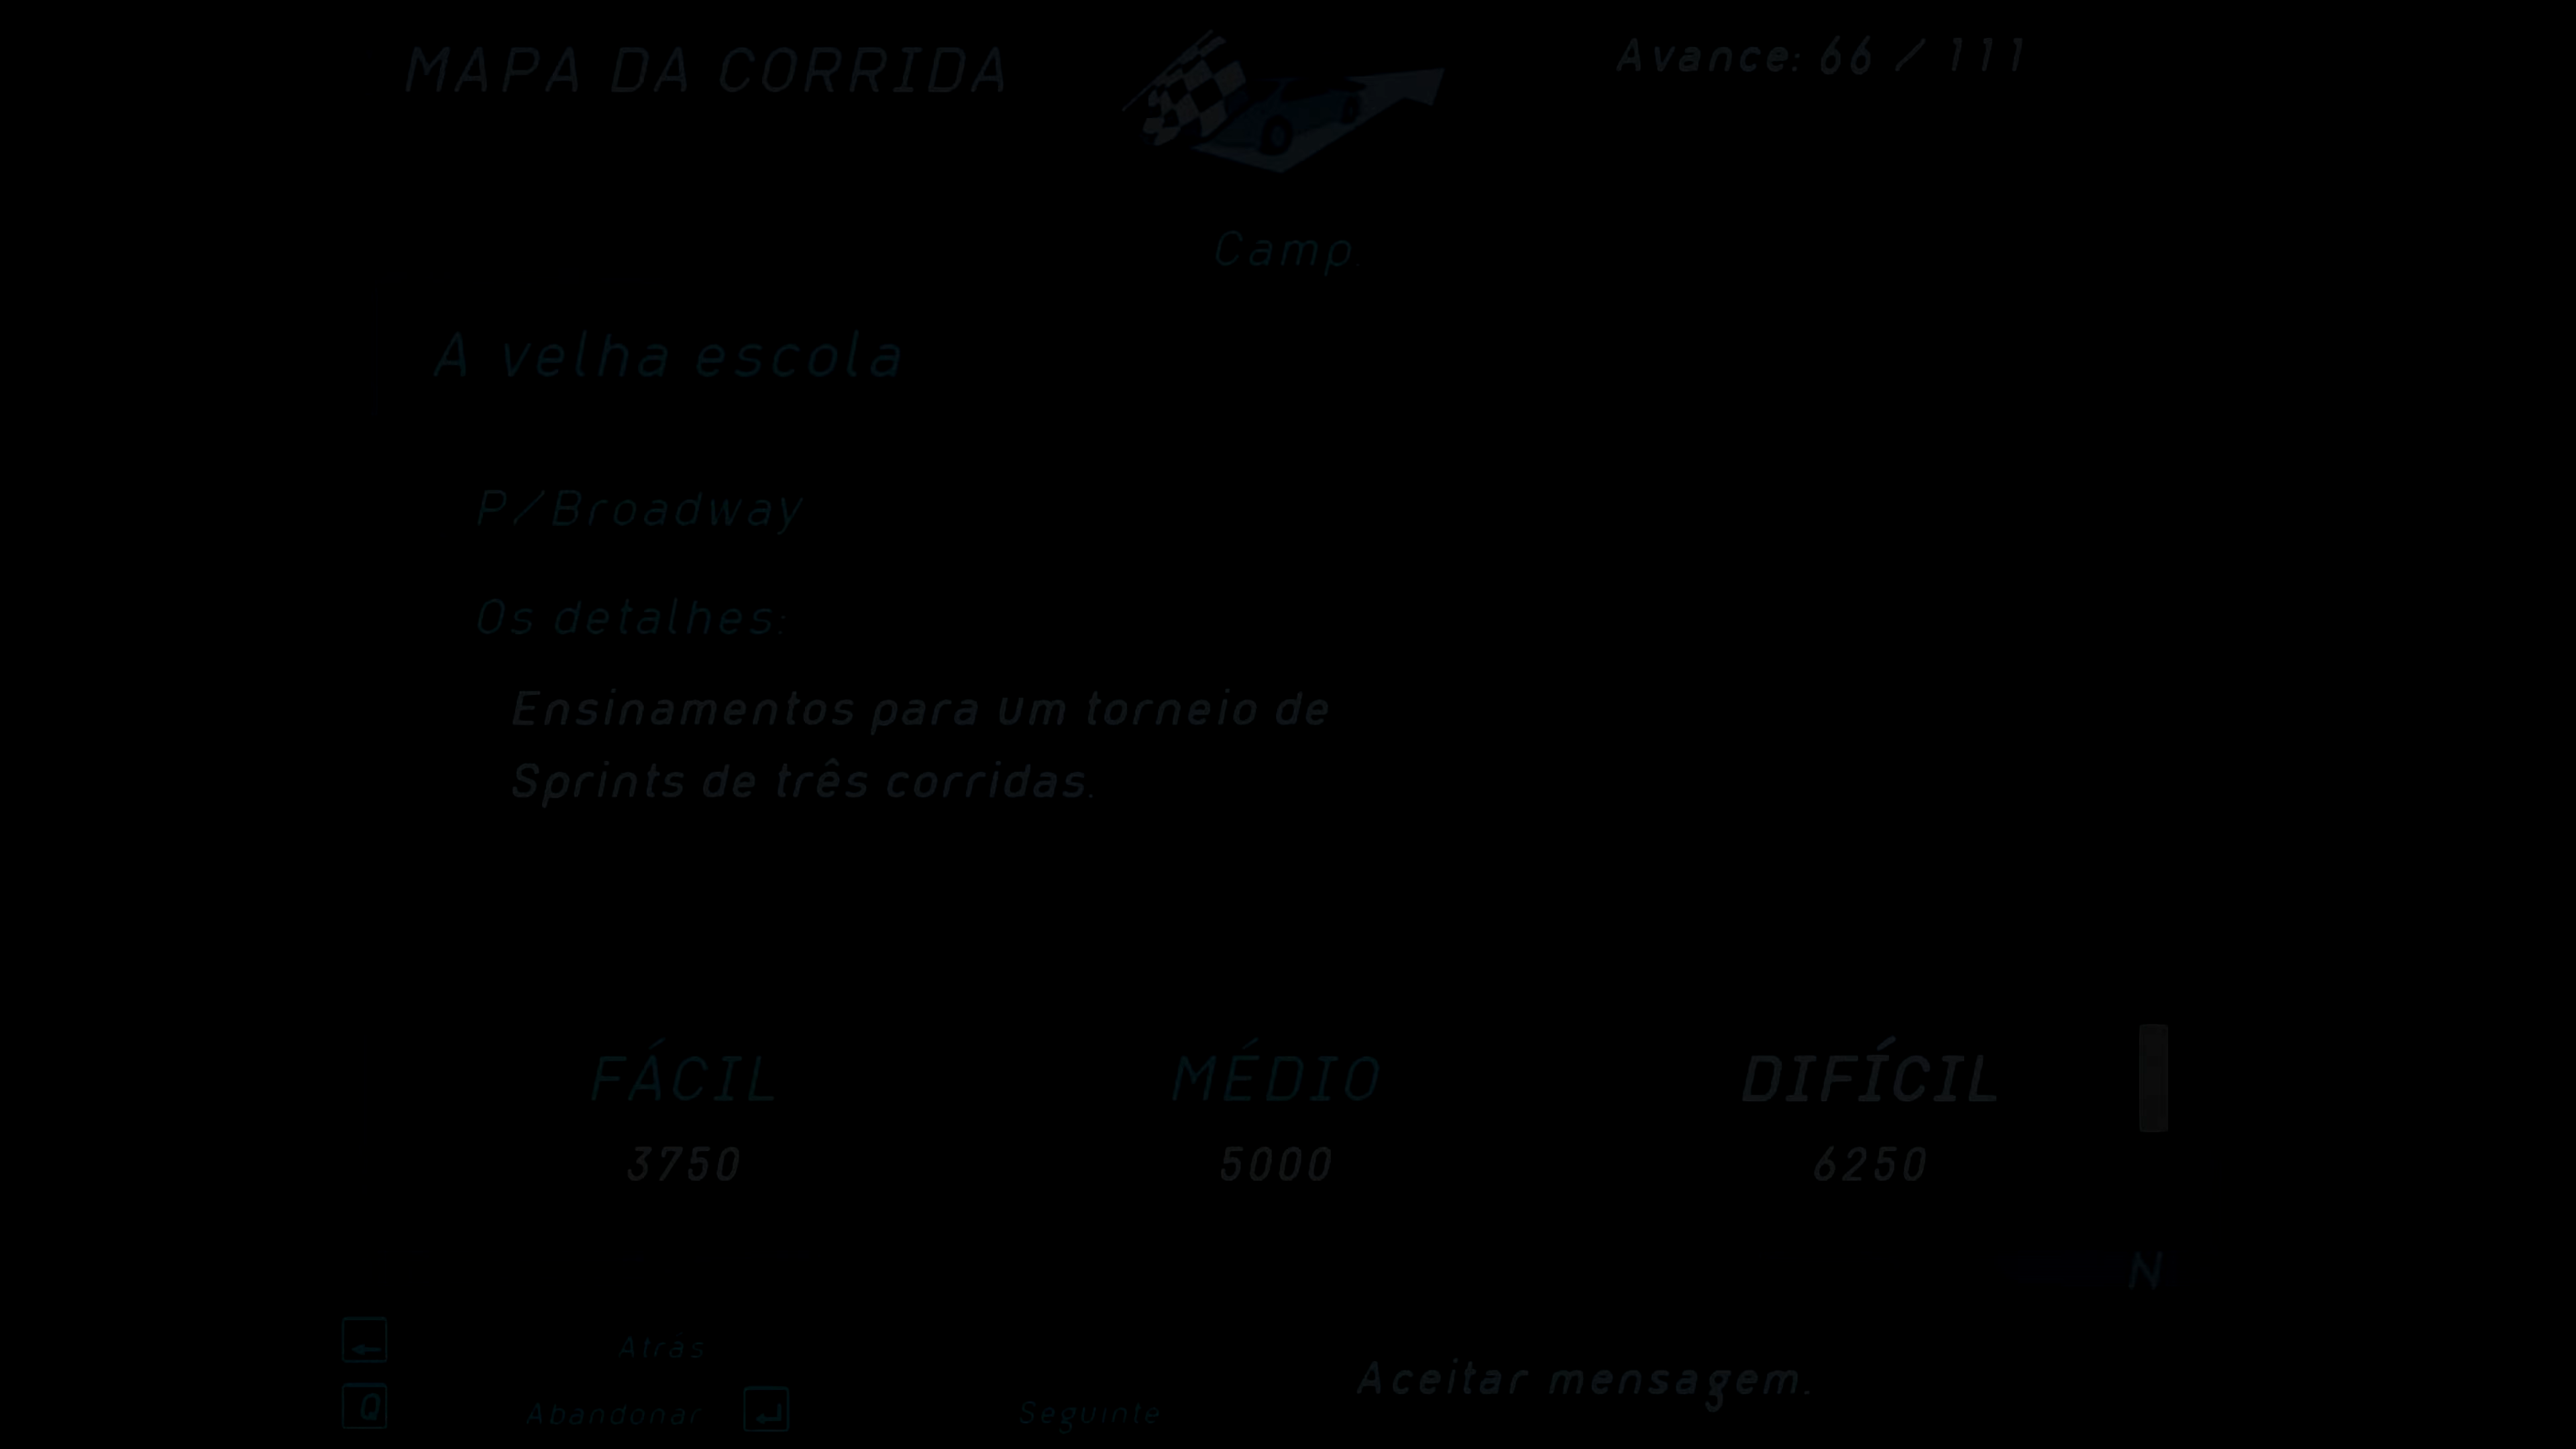 MAPA DA CORRIDA
Avance: 66 / 111
Camp.
A velha escola
P/Broadway
Os detalhes:
Ensinamentos para um torneio de
Sprints de três corridas.
FÁCIL MÉDIO DIFÍCIL
3750 5000 6250
N
Atrás
Q Abandonar Seguinte
Aceitar mensagem.